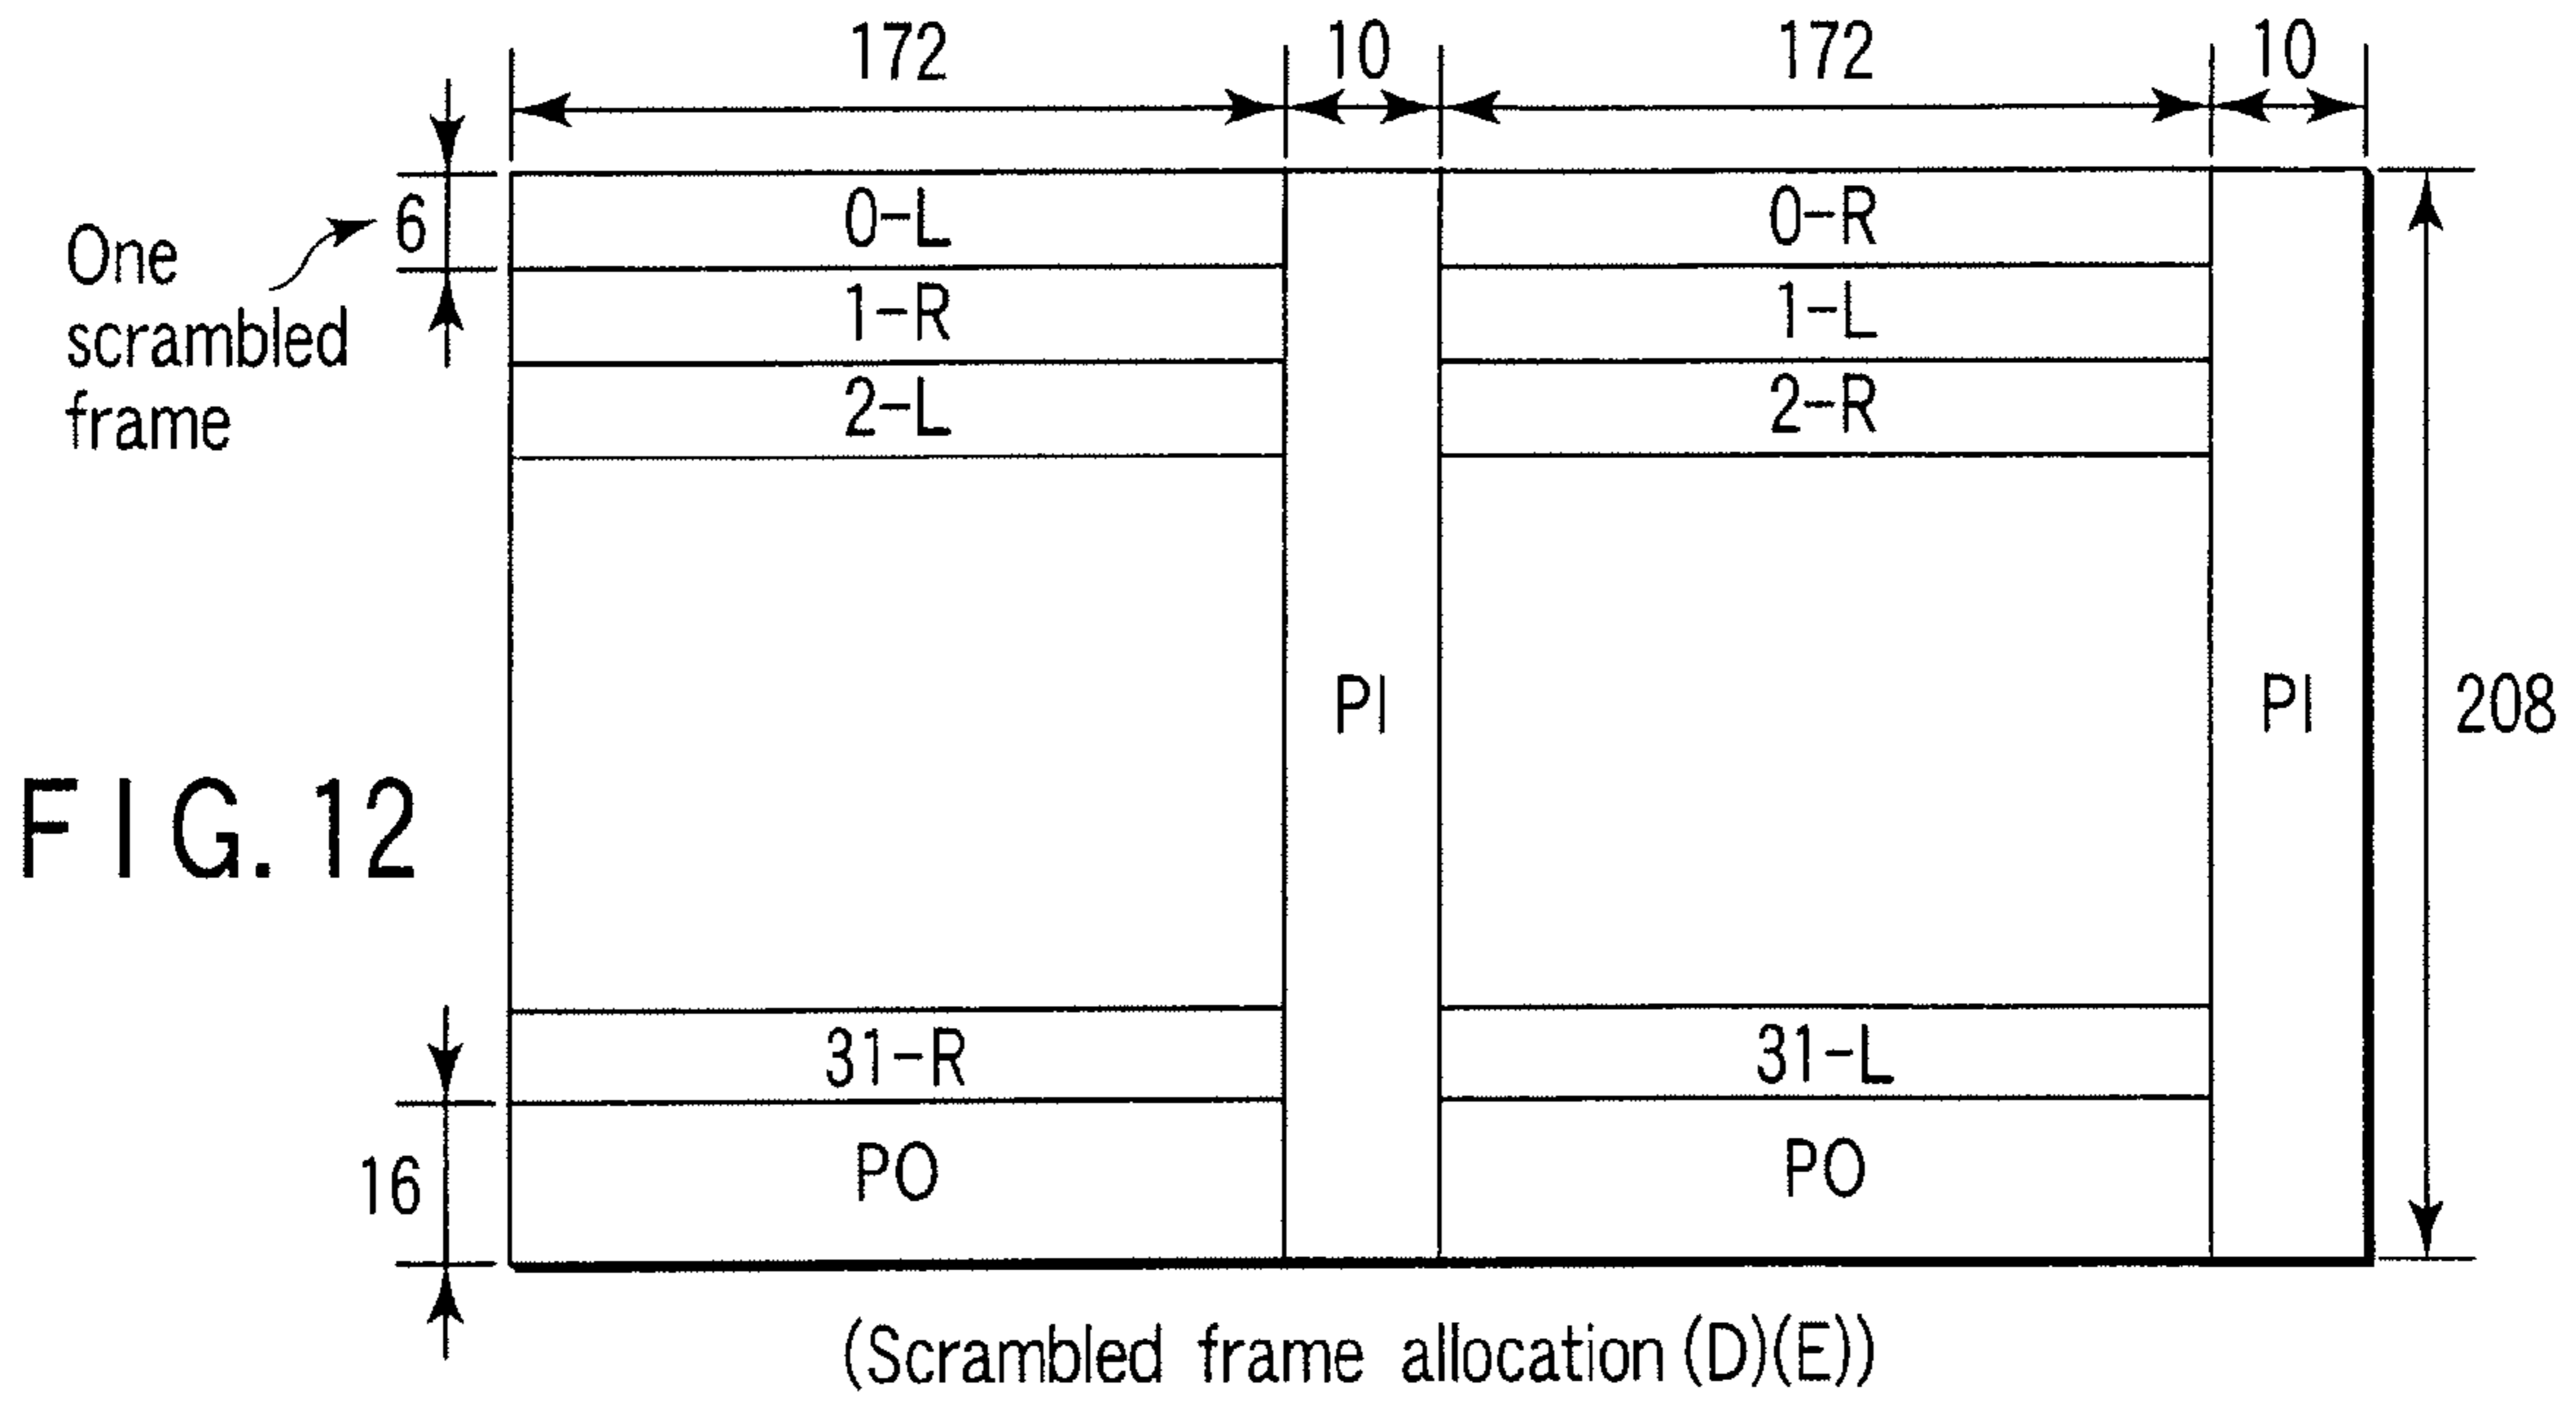 172 10 172 10
6 0-L 0-R
One
scrambled
frame
1-R 1-L
2-L 2-R
PI PI 208
FIG. 12
31-R 31-L
16 PO PO
(Scrambled frame allocation (D)(E))